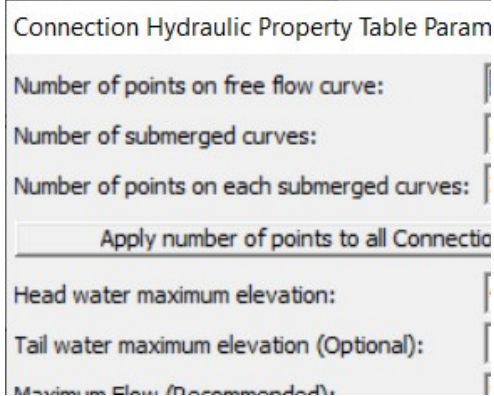 Connection Hydraulic Property Table Param
Number of points on free flow curve:
Number of submerged curves:
Number of points on each submerged curves:
Apply number of points to all Connectio
Head water maximum elevation:
Tail water maximum elevation (Optional):
Maximum Flow (Recommended):